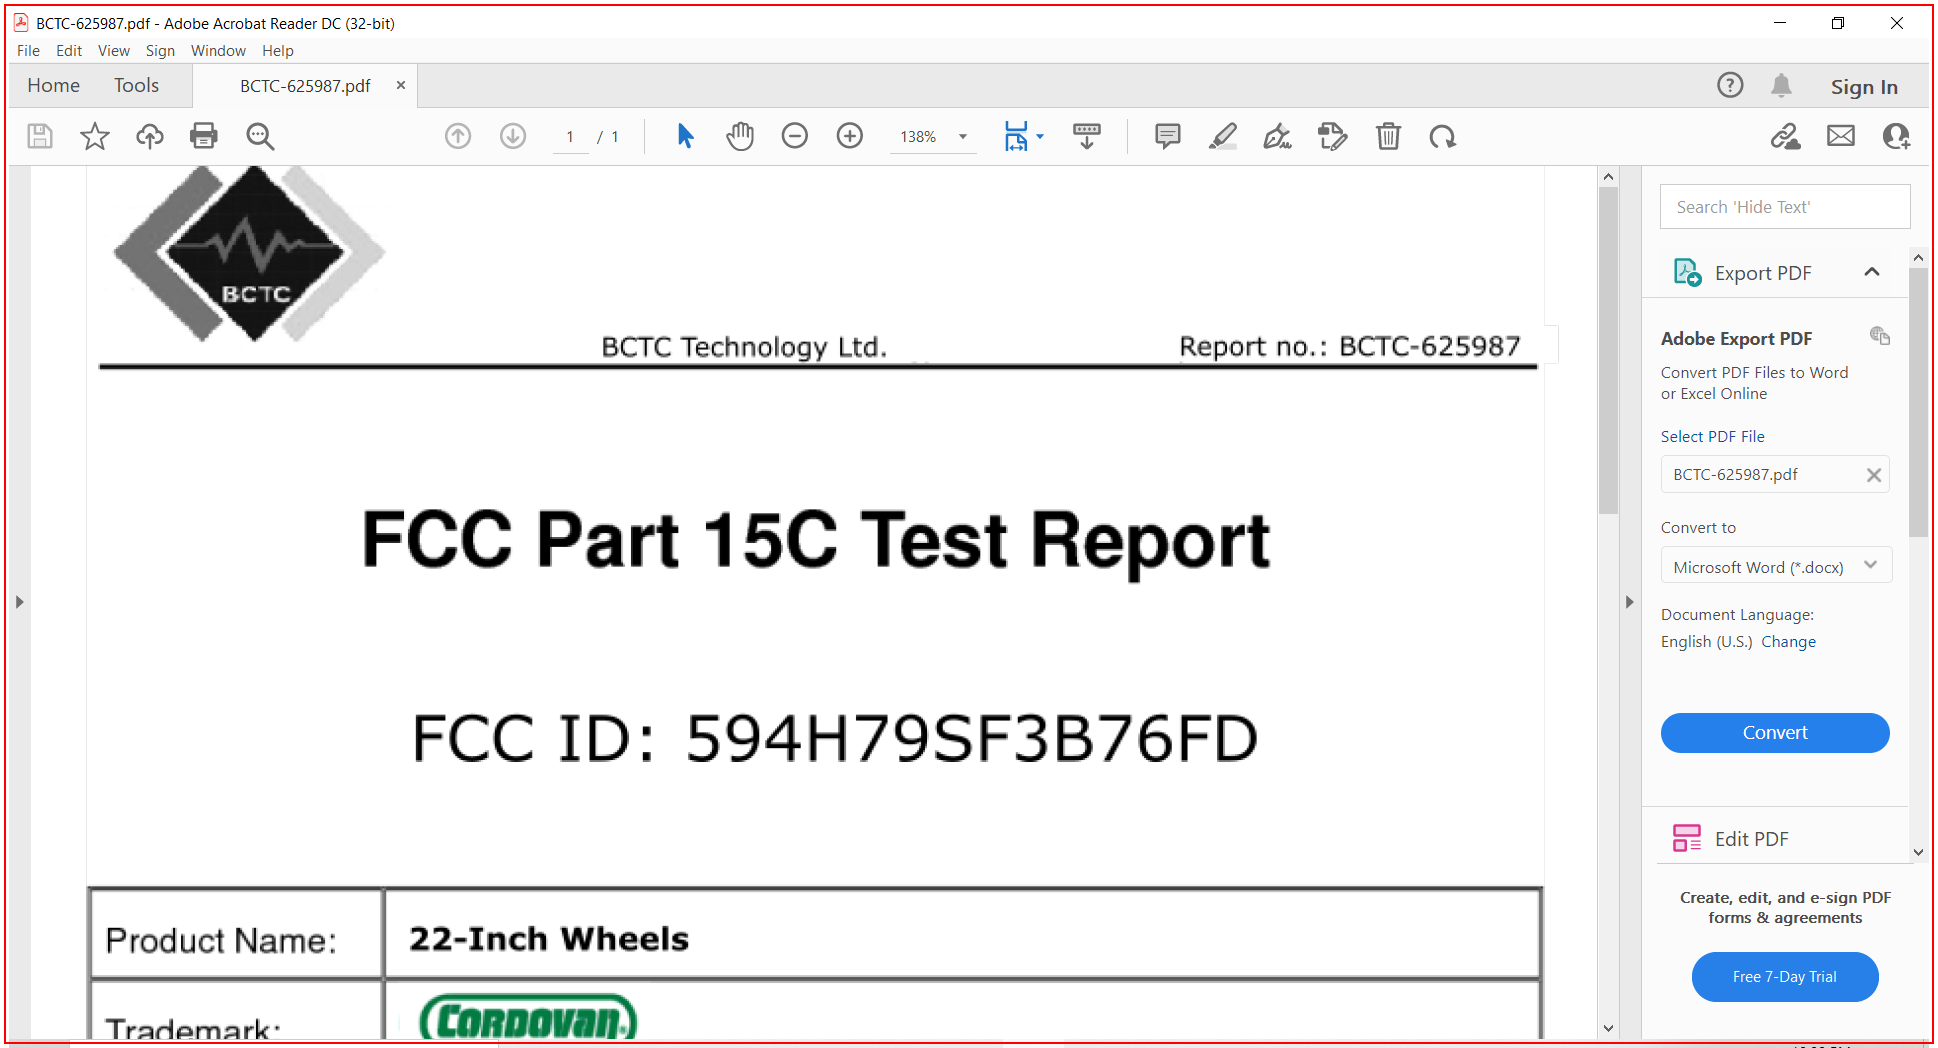 BCTC-625987.pdf - Adobe Acrobat Reader DC (32-bit)
File Edit View Sign Window Help
Home Tools BCTC-625987.pdf × Sign In
1 / 1 138%
BCTC
BCTC Technology Ltd. Report no.: BCTC-625987
FCC Part 15C Test Report
FCC ID: 594H79SF3B76FD
Product Name: 22-Inch Wheels
Trademark: CORDOVAN
Search 'Hide Text'
Export PDF
Adobe Export PDF
Convert PDF Files to Word
or Excel Online
Select PDF File
BCTC-625987.pdf
Convert to
Microsoft Word (*.docx)
Document Language:
English (U.S.) Change
Convert
Edit PDF
Create, edit, and e-sign PDF
forms & agreements
Free 7-Day Trial